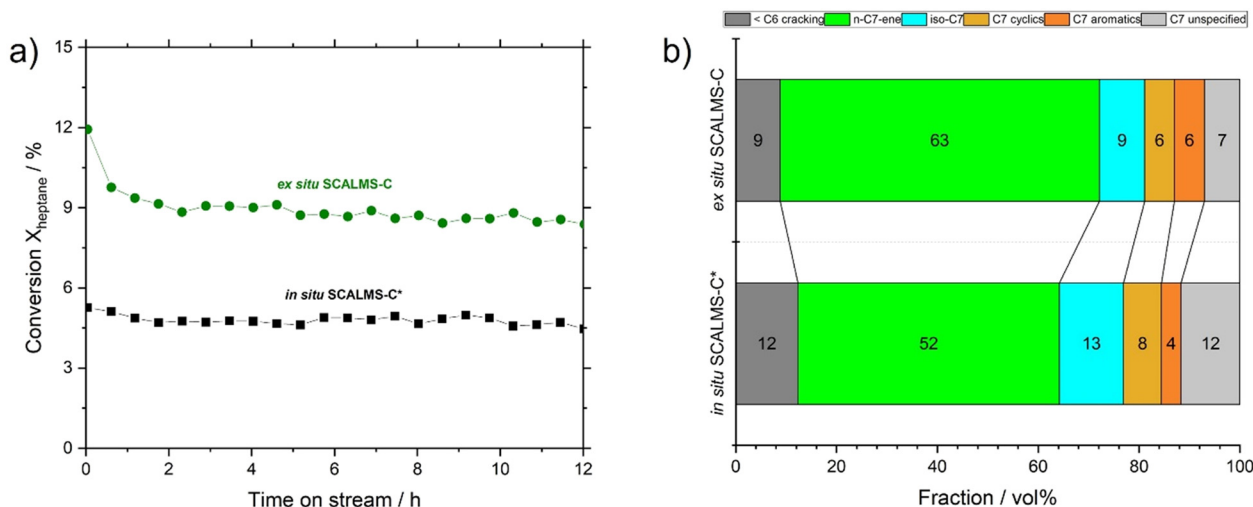 a)
15
12
9
6
3
0
Conversion Xheptane / %
ex situ SCALMS-C
in situ SCALMS-C*
0 2 4 6 8 10 12
Time on stream / h
b)
< C6 cracking n-C7-ene iso-C7 C7 cyclics C7 aromatics C7 unspecified
ex situ SCALMS-C
9 63 9 6 6 7
in situ SCALMS-C*
12 52 13 8 4 12
0 20 40 60 80 100
Fraction / vol%